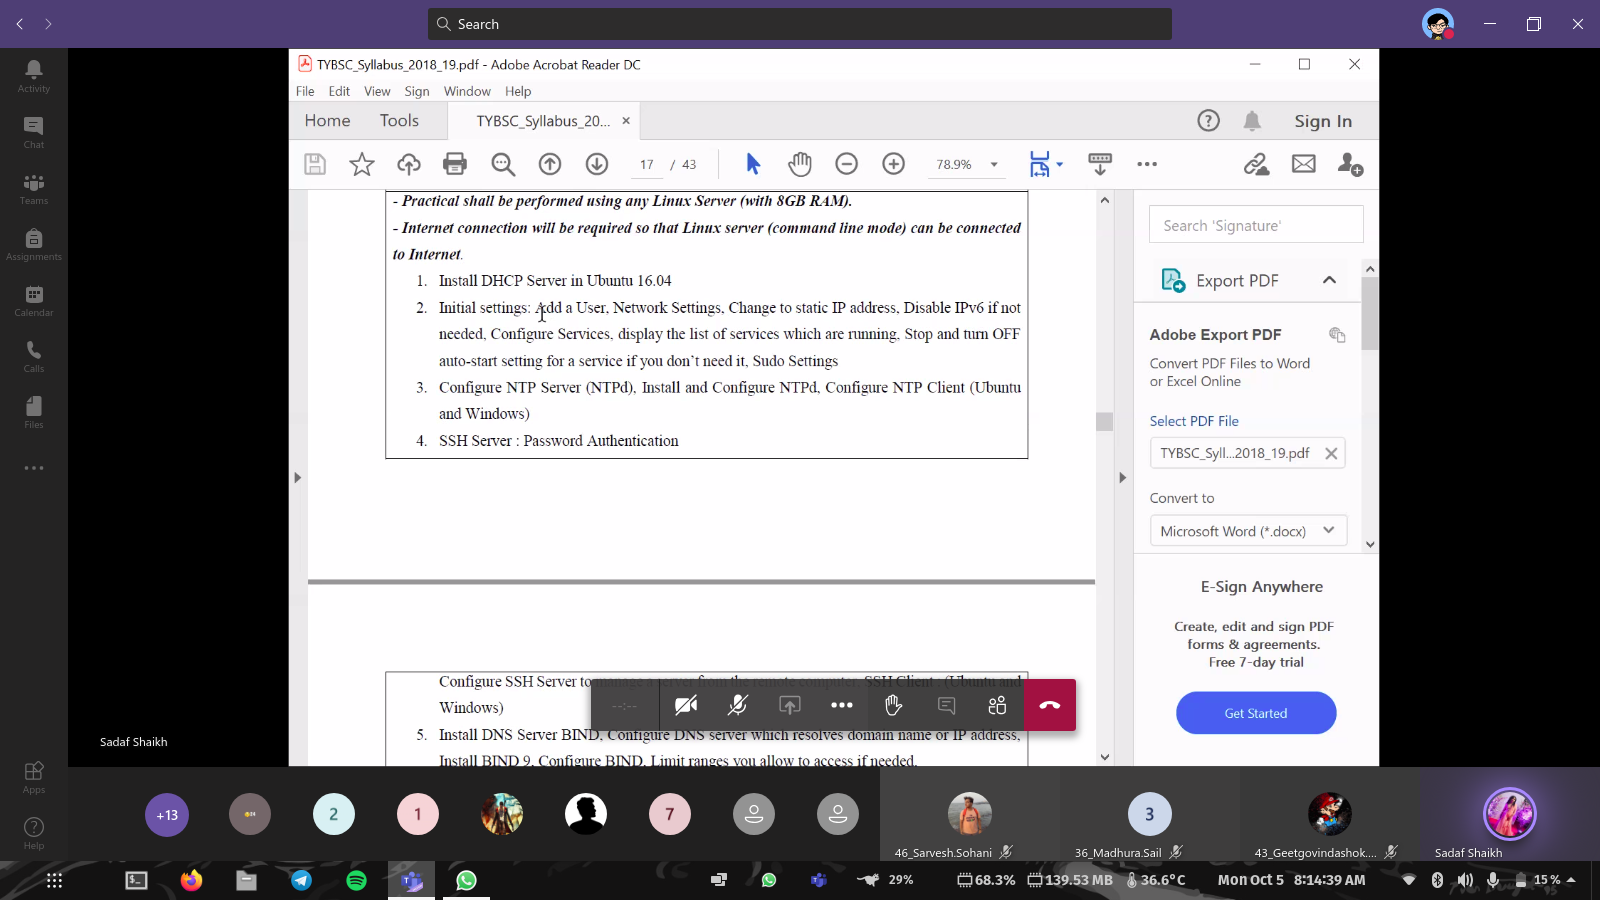 Search
Activity
Chat
Teams
Assignments
Calendar
Calls
Files
Apps
Help
TYBSC_Syllabus_2018_19.pdf - Adobe Acrobat Reader DC
File Edit View Sign Window Help
Home Tools TYBSC_Syllabus_20... Sign In
17 / 43 78.9%
- Practical shall be performed using any Linux Server (with 8GB RAM).
- Internet connection will be required so that Linux server (command line mode) can be connected
to Internet.
1. Install DHCP Server in Ubuntu 16.04
2. Initial settings: Add a User, Network Settings, Change to static IP address, Disable IPv6 if not
needed, Configure Services, display the list of services which are running, Stop and turn OFF
auto-start setting for a service if you don’t need it, Sudo Settings
3. Configure NTP Server (NTPd), Install and Configure NTPd, Configure NTP Client (Ubuntu
and Windows)
4. SSH Server : Password Authentication
Configure SSH Server to manage a server from the remote computer, SSH Client : (Ubuntu and
Windows)
5. Install DNS Server BIND, Configure DNS server which resolves domain name or IP address,
Install BIND 9, Configure BIND, Limit ranges you allow to access if needed.
Search 'Signature'
Export PDF
Adobe Export PDF
Convert PDF Files to Word
or Excel Online
Select PDF File
TYBSC_Syll...2018_19.pdf
Convert to
Microsoft Word (*.docx)
E-Sign Anywhere
Create, edit and sign PDF
forms & agreements.
Free 7-day trial
Get Started
--:--
Sadaf Shaikh
+13 2 1 7 3
46_Sarvesh.Sohani 36_Madhura.Sail 43_Geetgovindashok.... Sadaf Shaikh
29% 68.3% 139.53 MB 36.6°C Mon Oct 5 8:14:39 AM 15%